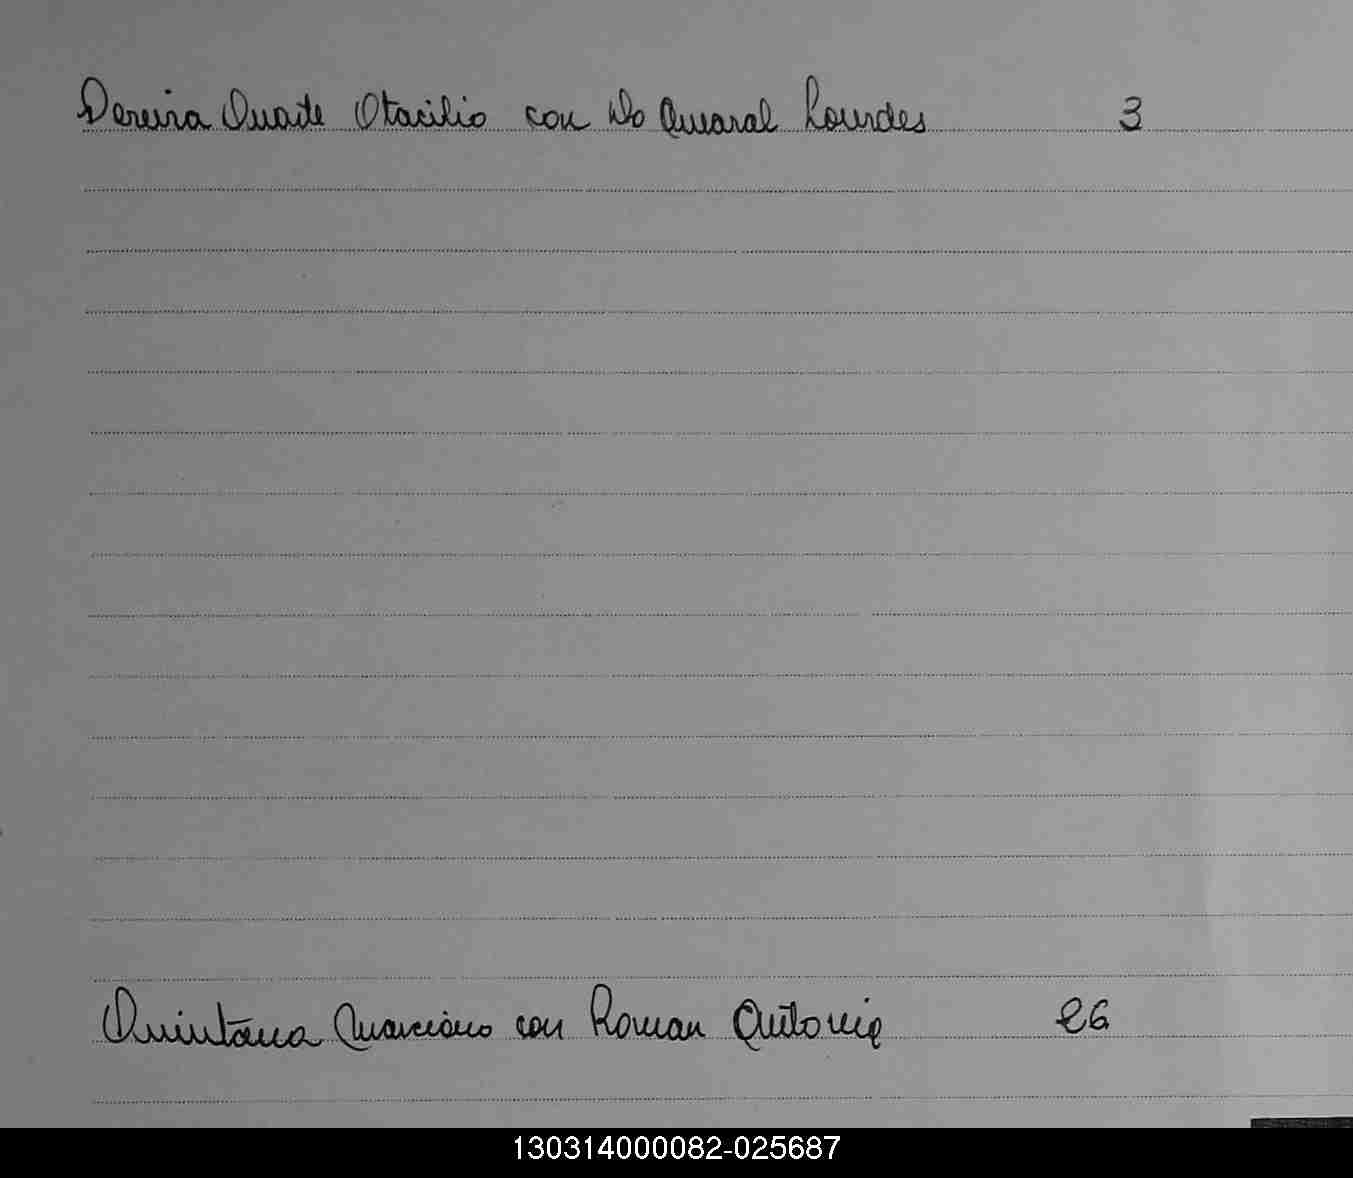 Pereira Duarte Otacilio con Do Amaral Lourdes 3
Quintana Marciano con Roman Antonia 26
130314000082-025687